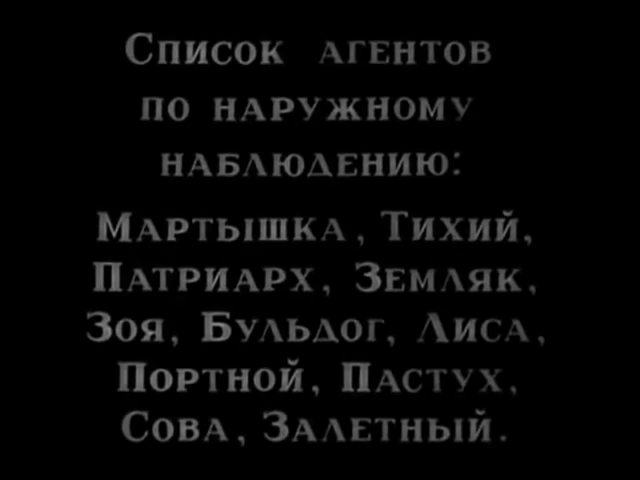 Список агентов
по наружному
наблюдению:
Мартышка, Тихий,
Патриарх, Земляк,
Зоя, Бульдог, Лиса,
Портной, Пастух,
Сова, Залетный.